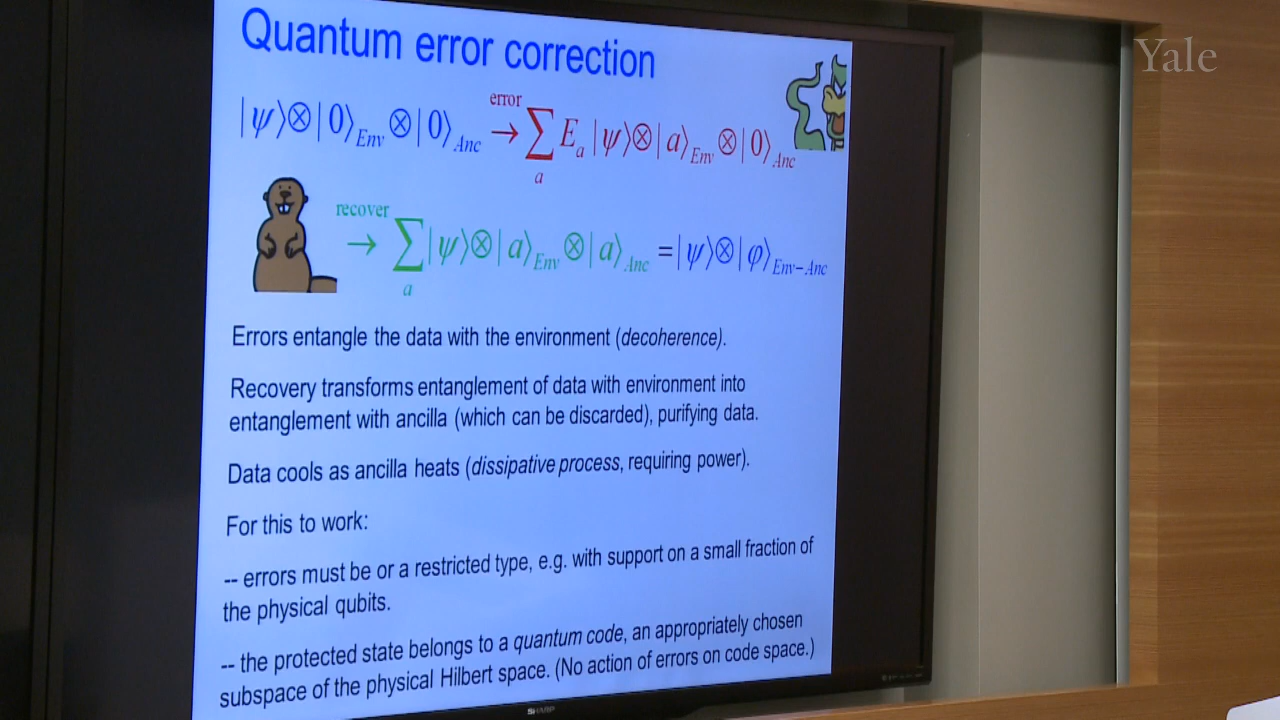 Quantum error correction
Yale
|ψ⟩⊗|0⟩_Env ⊗|0⟩_Anc →^error ∑_a E_a |ψ⟩⊗|a⟩_Env ⊗|0⟩_Anc
→^recover ∑_a |ψ⟩⊗|a⟩_Env ⊗|a⟩_Anc =|ψ⟩⊗|φ⟩_Env−Anc
Errors entangle the data with the environment (decoherence).
Recovery transforms entanglement of data with environment into
entanglement with ancilla (which can be discarded), purifying data.
Data cools as ancilla heats (dissipative process, requiring power).
For this to work:
-- errors must be or a restricted type, e.g. with support on a small fraction of
the physical qubits.
-- the protected state belongs to a quantum code, an appropriately chosen
subspace of the physical Hilbert space. (No action of errors on code space.)
SHARP